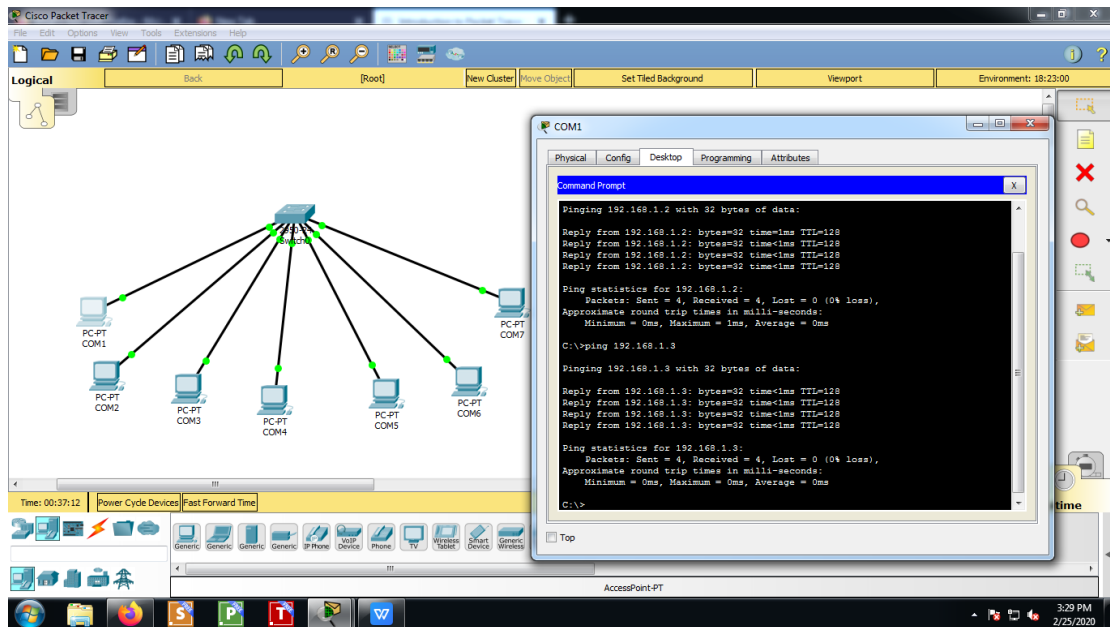 Cisco Packet Tracer
File Edit Options View Tools Extensions Help
Logical Back [Root] New Cluster Move Object Set Tiled Background Viewport Environment: 18:23:00
COM1
Physical Config Desktop Programming Attributes
Command Prompt X
Pinging 192.168.1.2 with 32 bytes of data:
Reply from 192.168.1.2: bytes=32 time=1ms TTL=128
Reply from 192.168.1.2: bytes=32 time<1ms TTL=128
Reply from 192.168.1.2: bytes=32 time<1ms TTL=128
Reply from 192.168.1.2: bytes=32 time<1ms TTL=128
Ping statistics for 192.168.1.2:
Packets: Sent = 4, Received = 4, Lost = 0 (0% loss),
Approximate round trip times in milli-seconds:
Minimum = 0ms, Maximum = 1ms, Average = 0ms
C:\>ping 192.168.1.3
Pinging 192.168.1.3 with 32 bytes of data:
Reply from 192.168.1.3: bytes=32 time<1ms TTL=128
Reply from 192.168.1.3: bytes=32 time<1ms TTL=128
Reply from 192.168.1.3: bytes=32 time<1ms TTL=128
Reply from 192.168.1.3: bytes=32 time<1ms TTL=128
Ping statistics for 192.168.1.3:
Packets: Sent = 4, Received = 4, Lost = 0 (0% loss),
Approximate round trip times in milli-seconds:
Minimum = 0ms, Maximum = 0ms, Average = 0ms
C:\>
Top
PC-PT
COM1
PC-PT
COM2
PC-PT
COM3
PC-PT
COM4
PC-PT
COM5
PC-PT
COM6
PC-PT
COM7
Time: 00:37:12 Power Cycle Devices Fast Forward Time
time
Generic Generic Generic Generic IP Phone VoIP Device Phone TV Wireless Tablet Smart Device Generic Wireless
AccessPoint-PT
S P T W
3:29 PM
2/25/2020